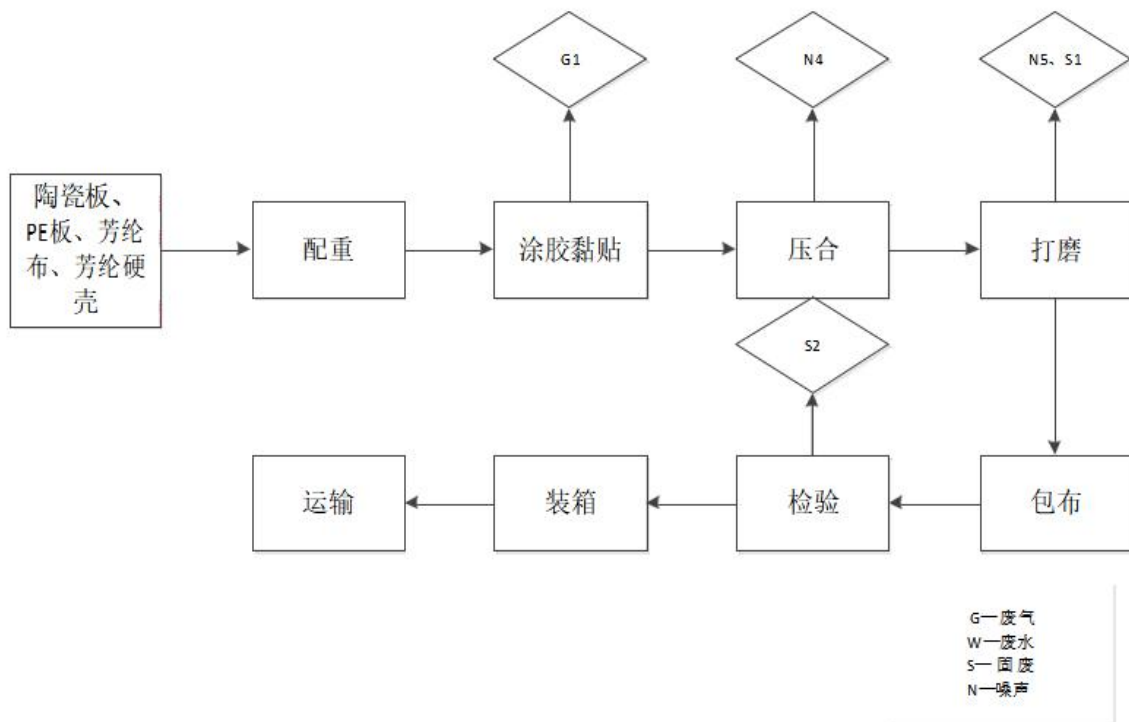 G1
N4
N5、S1
陶瓷板、
PE板、芳纶
布、芳纶硬
壳
配重
涂胶黏贴
压合
打磨
S2
运输
装箱
检验
包布
G—废气
W—废水
S—固废
N—噪声